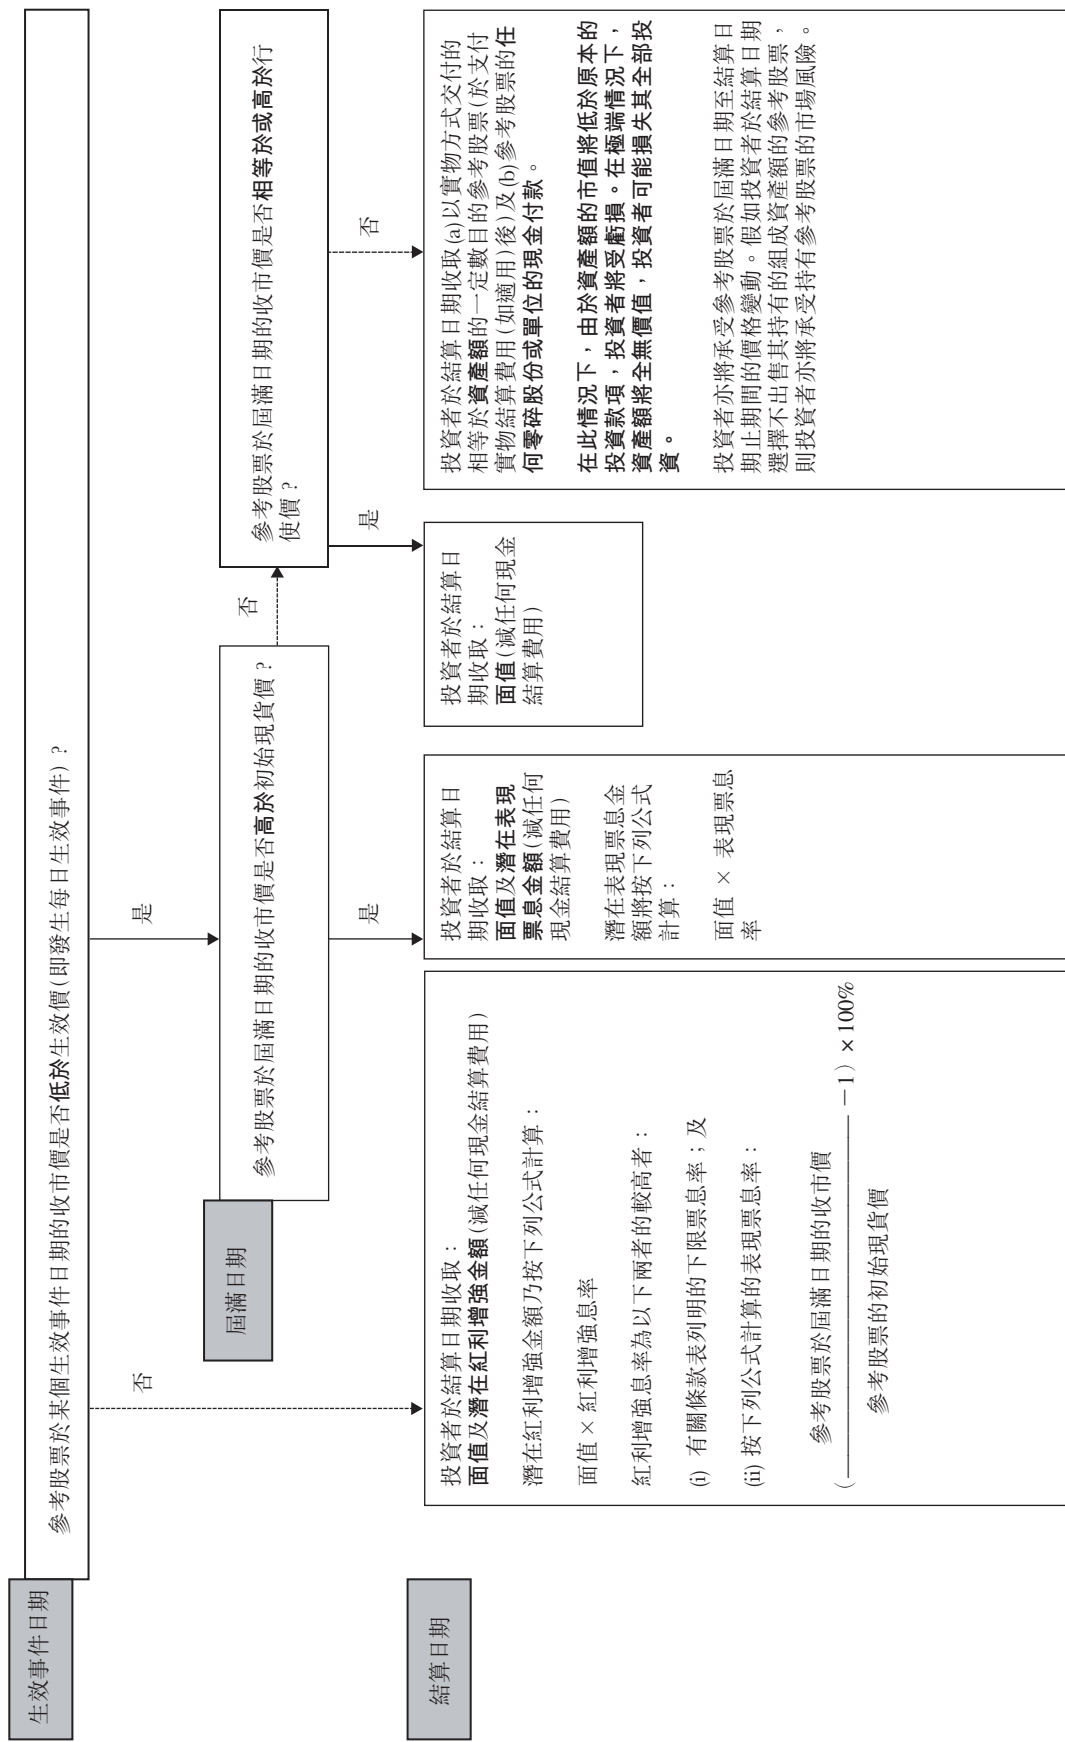 生效事件日期
參考股票於某個生效事件日期的收市價是否低於生效價(即發生每日生效事件)？
否
是
屆滿日期
參考股票於屆滿日期的收市價是否高於初始現貨價？
否
是
參考股票於屆滿日期的收市價是否相等於或高於行
使價？
是
否
結算日期
投資者於結算日期收取：
面值及潛在紅利增強金額(減任何現金結算費用)
潛在紅利增強金額乃按下列公式計算：
面值 × 紅利增強息率
紅利增強息率為以下兩者的較高者：
(i) 有關條款表列明的下限票息率；及
(ii) 按下列公式計算的表現票息率：
參考股票於屆滿日期的收市價
( ─1) ×100%
參考股票的初始現貨價
投資者於結算日
期收取：
面值及潛在表現
票息金額(減任何
現金結算費用)
潛在表現票息金
額將按下列公式
計算：
面值 × 表現票息
率
投資者於結算日
期收取：
面值(減任何現金
結算費用)
投資者於結算日期收取(a)以實物方式交付的
相等於資產額的一定數目的參考股票(於支付
實物結算費用(如適用)後)及(b)參考股票的任
何零碎股份或單位的現金付款。
在此情況下，由於資產額的市值將低於原本的
投資款項，投資者將受虧損。在極端情況下，
資產額將全無價值，投資者可能損失其全部投
資。
投資者亦將承受參考股票於屆滿日期至結算日
期止期間的價格變動。假如投資者於結算日期
選擇不出售其持有的組成資產額的參考股票，
則投資者亦將承受持有參考股票的市場風險。